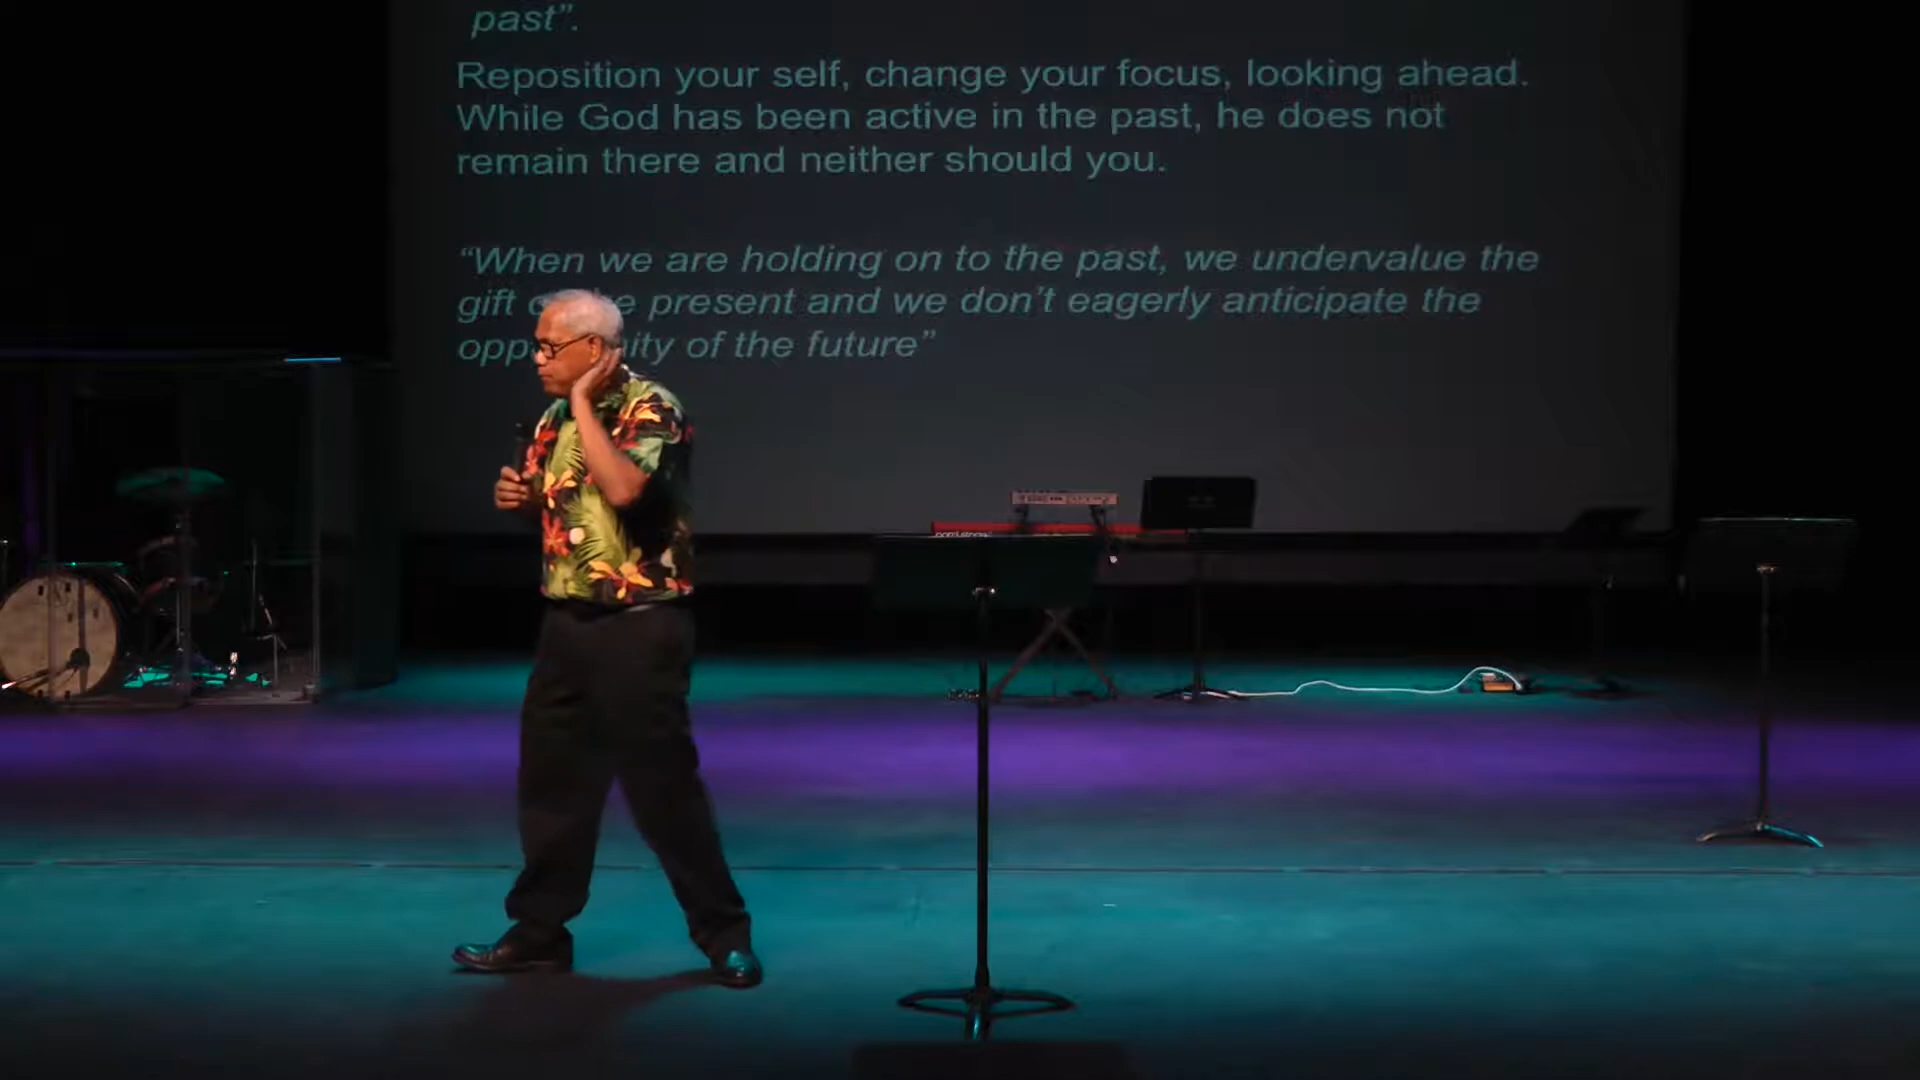 past”.
Reposition your self, change your focus, looking ahead.
While God has been active in the past, he does not
remain there and neither should you.
“When we are holding on to the past, we undervalue the
gift present and we don’t eagerly anticipate the
of the future”